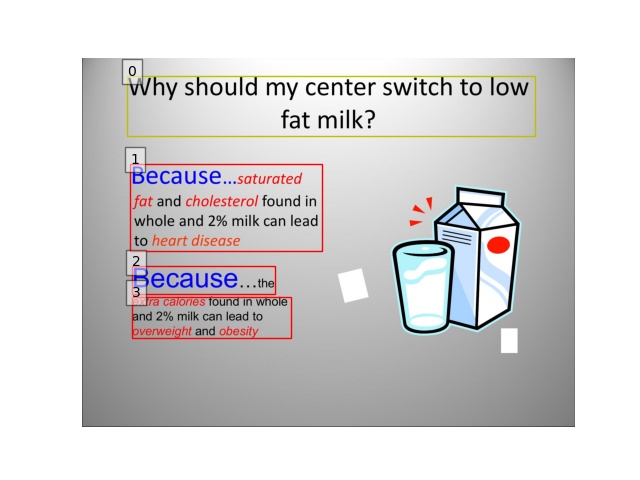 0
Why should my center switch to low
fat milk?
1
Because...saturated
fat and cholesterol found in
whole and 2% milk can lead
to heart disease
2
Because...the
3
extra calories found in whole
and 2% milk can lead to
overweight and obesity